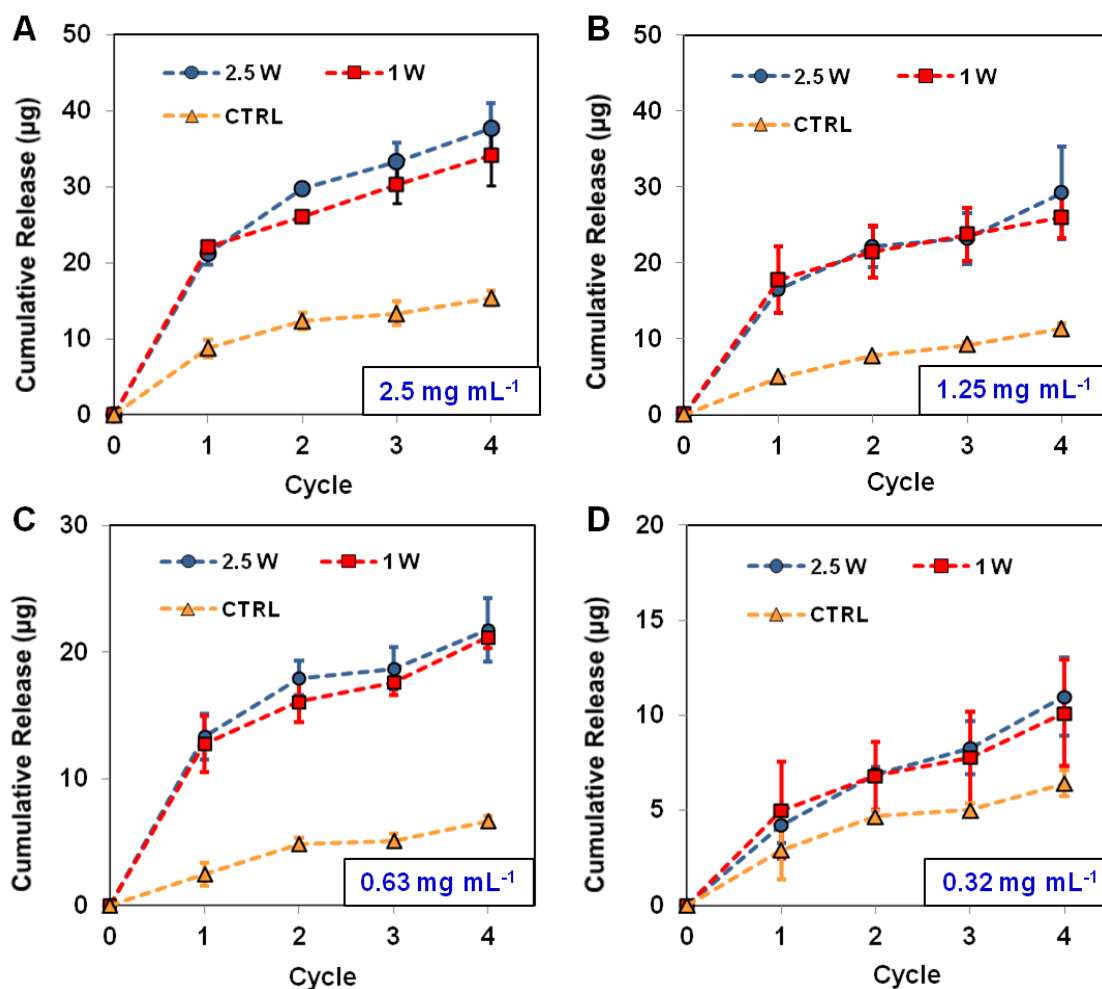 A
Cumulative Release (µg)
50
40
30
20
10
0
2.5 W
1 W
CTRL
2.5 mg mL⁻¹
0 1 2 3 4
Cycle
B
Cumulative Release (µg)
50
40
30
20
10
0
2.5 W
1 W
CTRL
1.25 mg mL⁻¹
0 1 2 3 4
Cycle
C
Cumulative Release (µg)
30
20
10
0
2.5 W
1 W
CTRL
0.63 mg mL⁻¹
0 1 2 3 4
Cycle
D
Cumulative Release (µg)
20
15
10
5
0
2.5 W
1 W
CTRL
0.32 mg mL⁻¹
0 1 2 3 4
Cycle